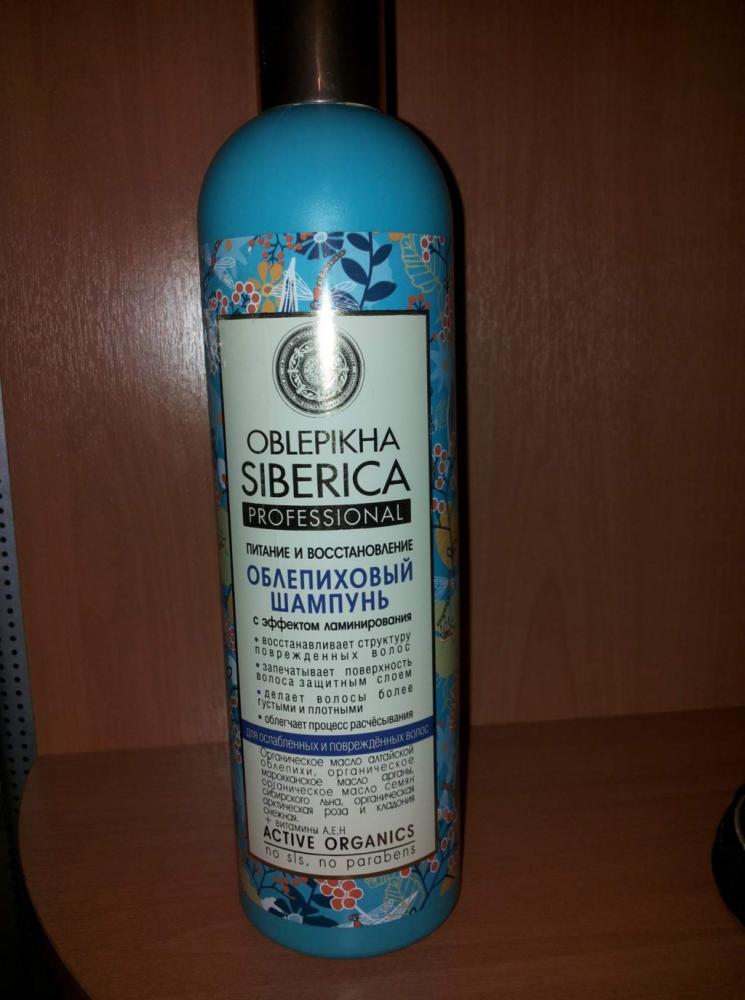 OBLEPIKHA
SIBERICA
PROFESSIONAL
ПИТАНИЕ И ВОССТАНОВЛЕНИЕ
ОБЛЕПИХОВЫЙ
ШАМПУНЬ
с эффектом ламинирования
• восстанавливает структуру
поврежденных волос
• запечатывает поверхность
волоса защитным слоем
• делает волосы более
густыми и плотными
• облегчает процесс расчёсывания
для ослабленных и повреждённых волос
Органическое масло алтайской
облепихи, органическое
марокканское масло арганы,
органическое масло семян
сибирского льна, органическая
арктическая роза и кладония
снежная.
+ витамины А,Е,Н
ACTIVE ORGANICS
no sls, no parabens